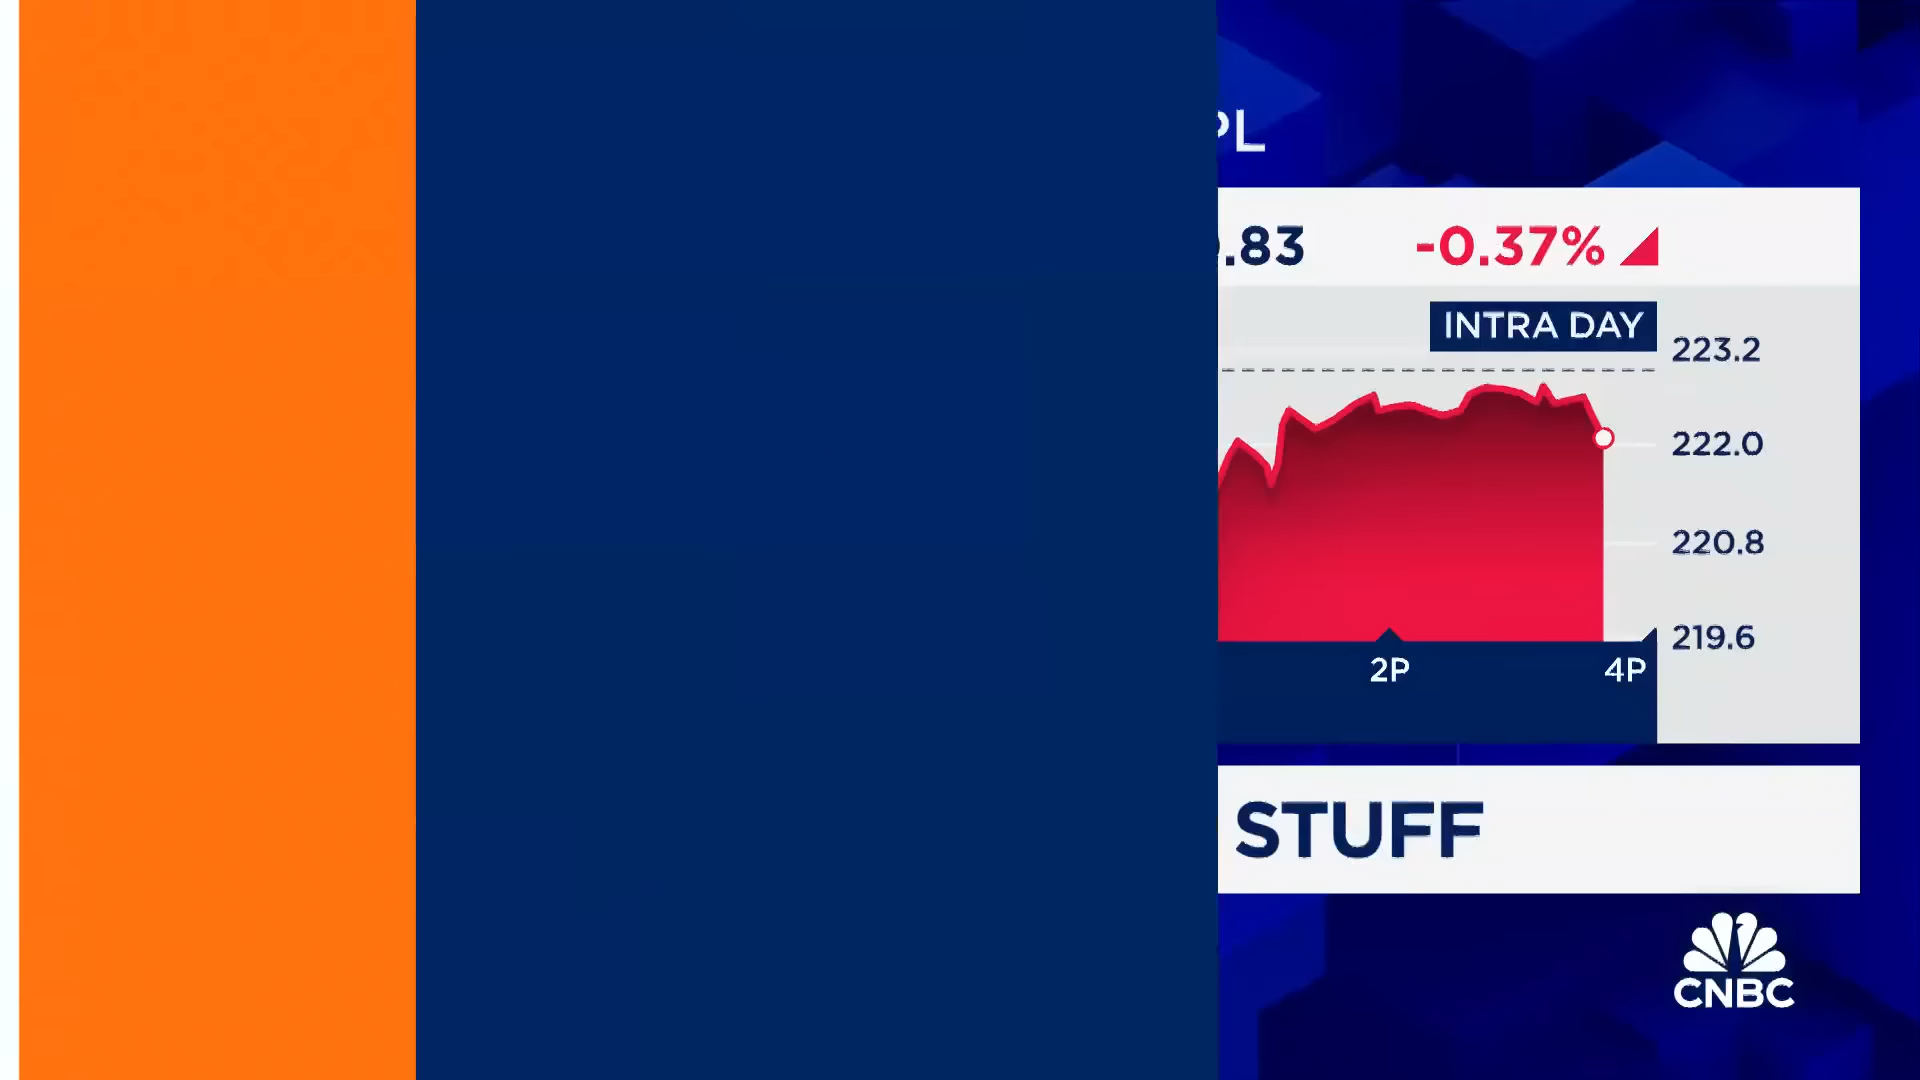 PL
.83 -0.37%
INTRA DAY
223.2
222.0
220.8
219.6
2P 4P
STUFF
CNBC